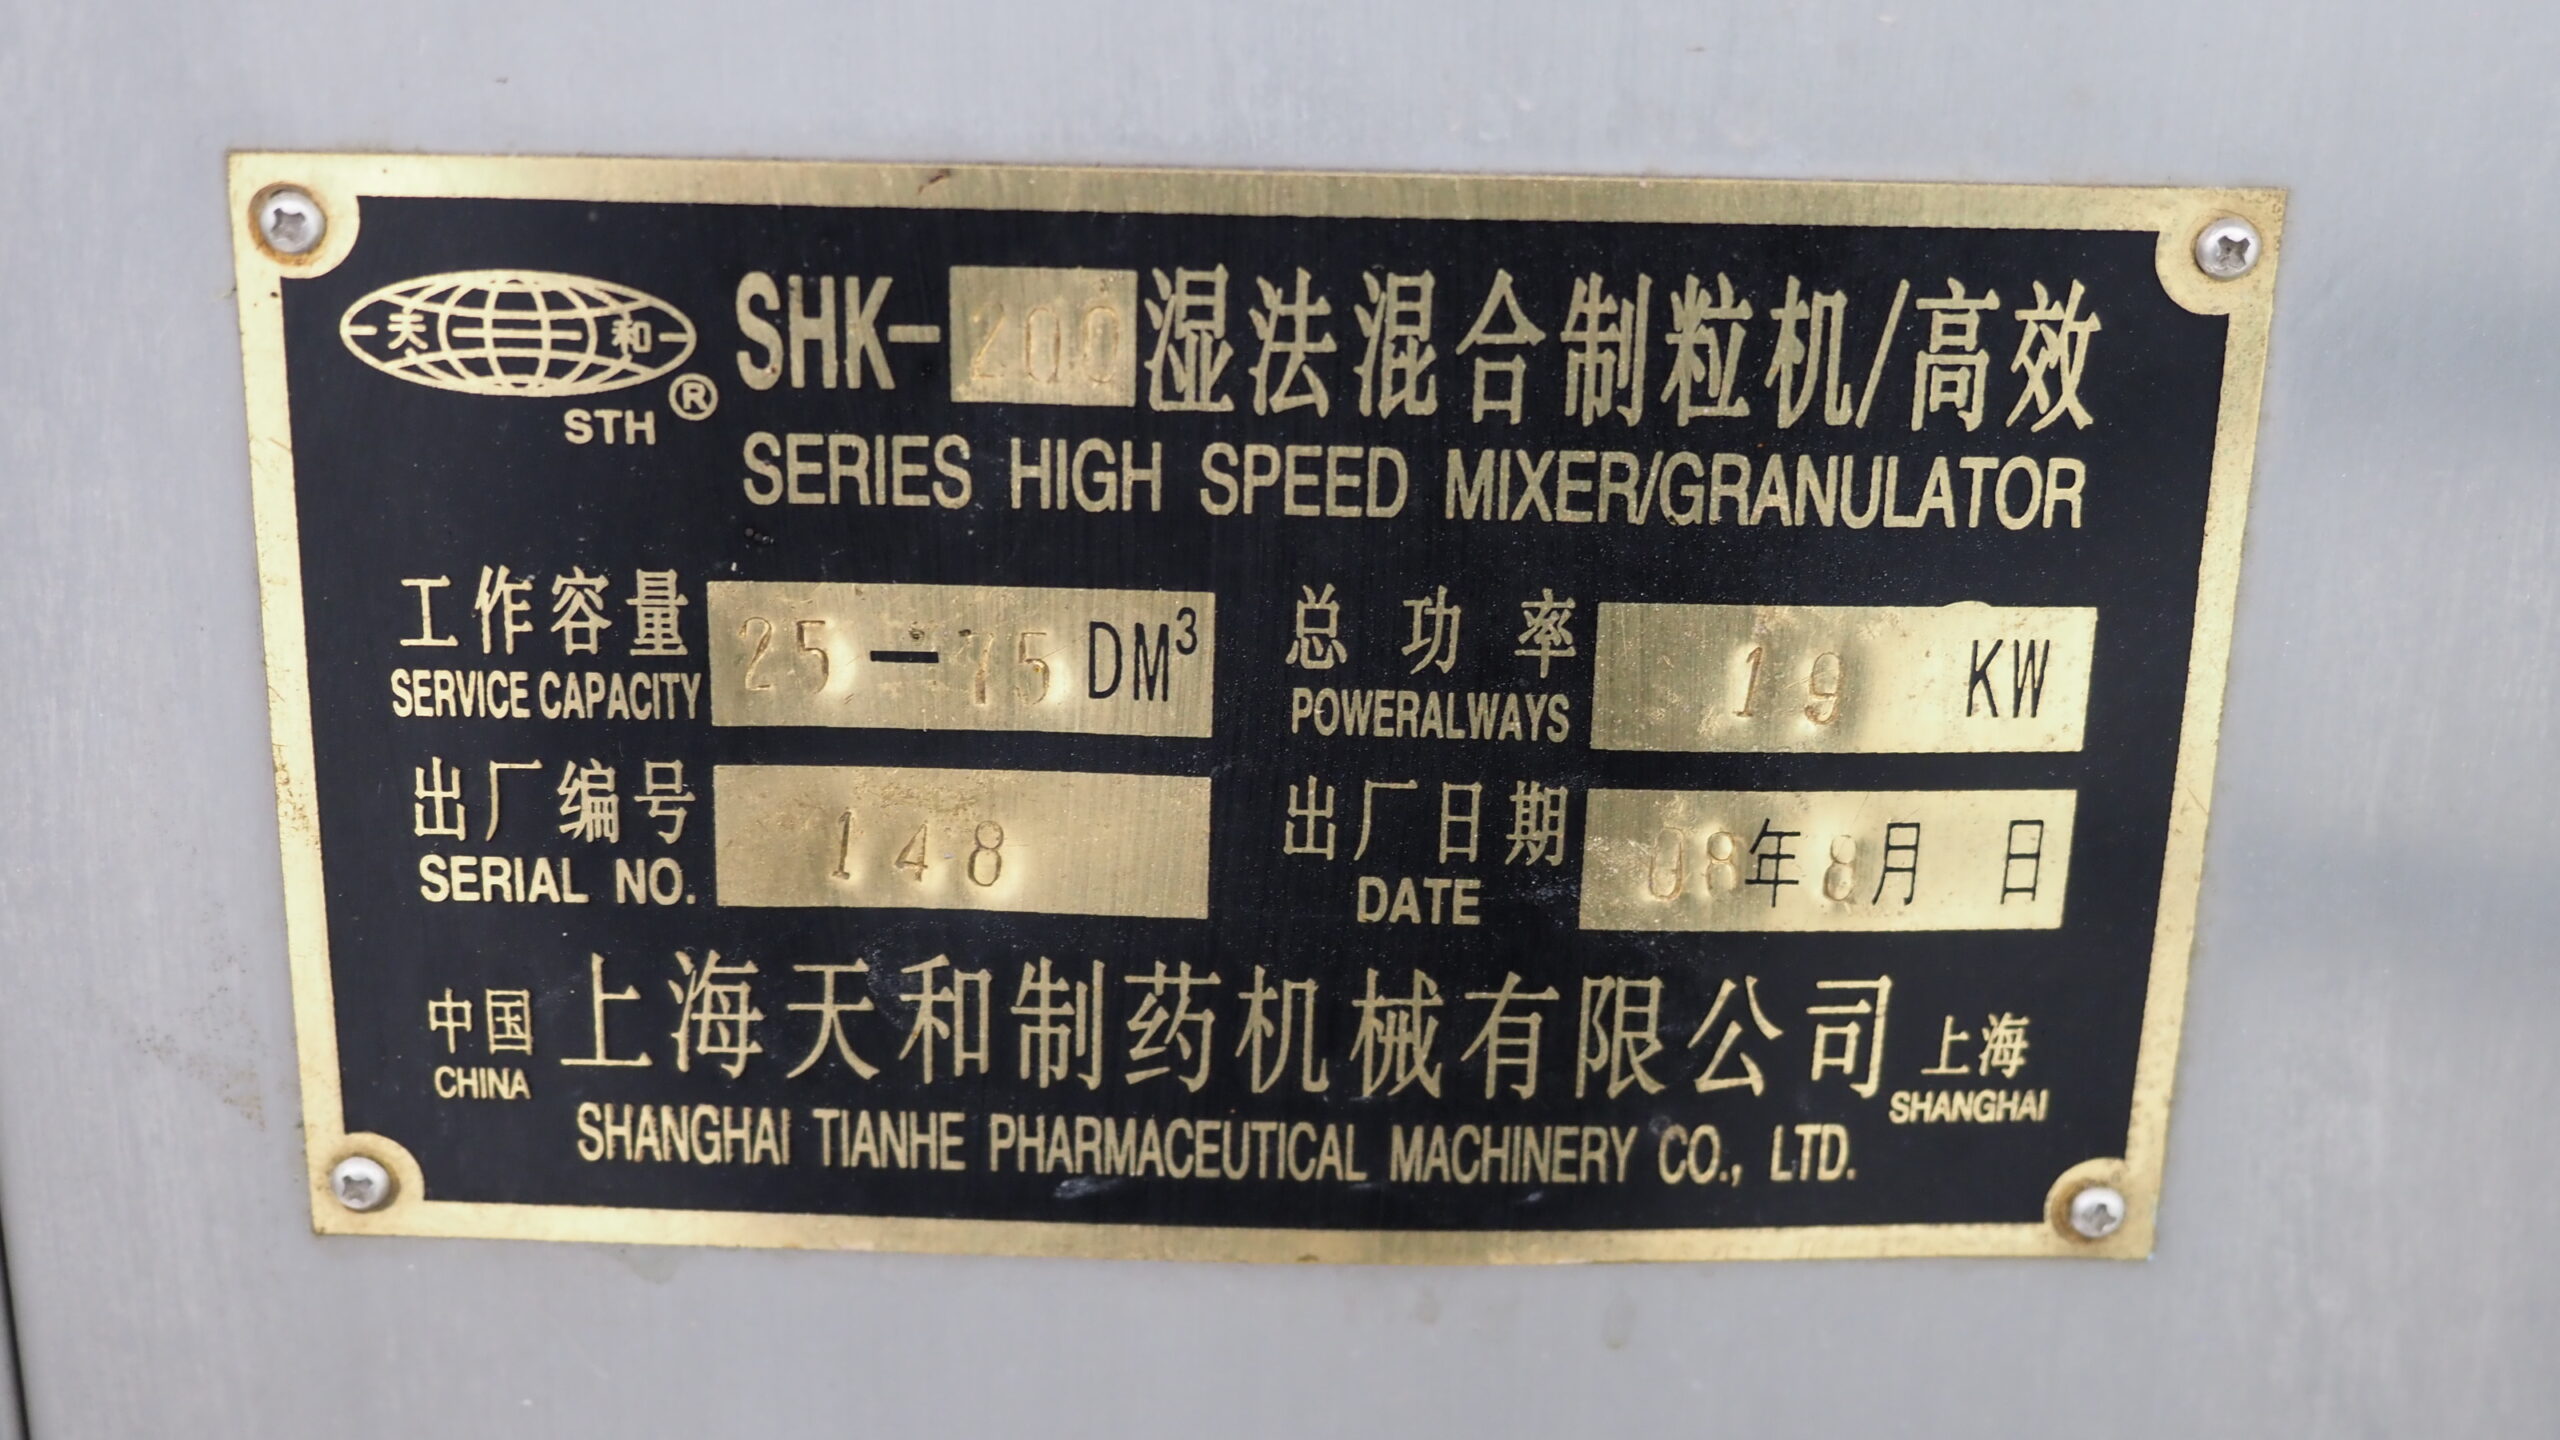 天 和 ®
STH
SHK-200湿法混合制粒机/高效
SERIES HIGH SPEED MIXER/GRANULATOR
工作容量 25-75DM³
SERVICE CAPACITY
总功率 19 KW
POWERALWAYS
出厂编号 148
SERIAL NO.
出厂日期 08年8月 日
DATE
中国 上海天和制药机械有限公司 上海
CHINA SHANGHAI
SHANGHAI TIANHE PHARMACEUTICAL MACHINERY CO., LTD.